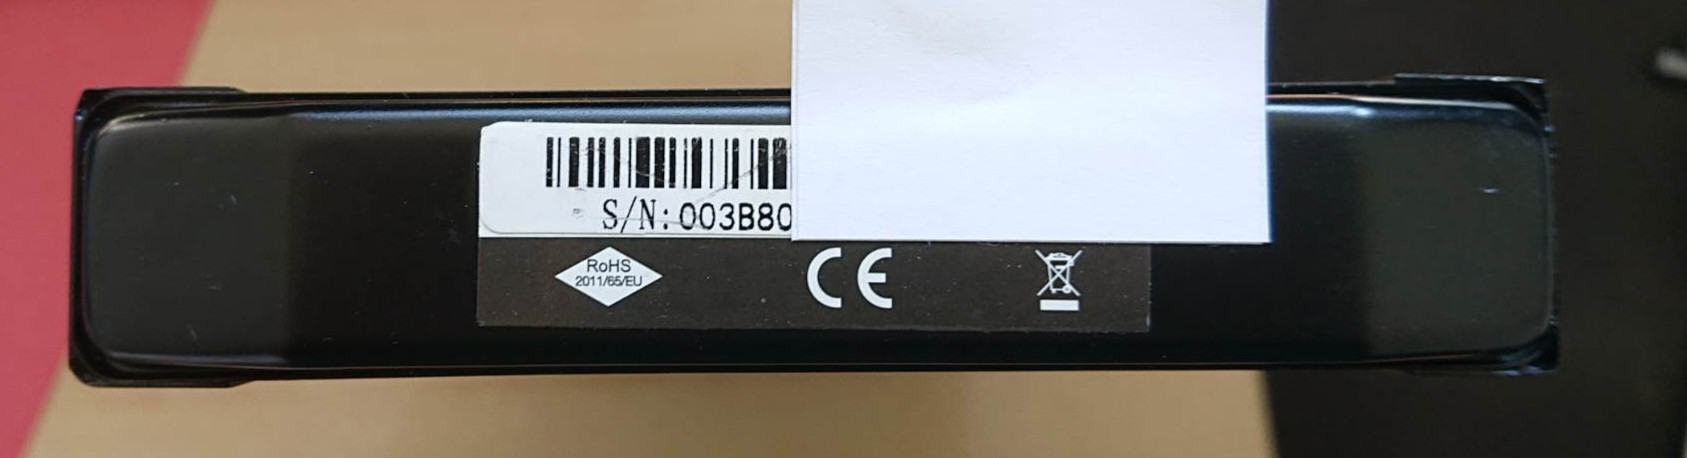 S/N: 003B80
RoHS
2011/65/EU
CE